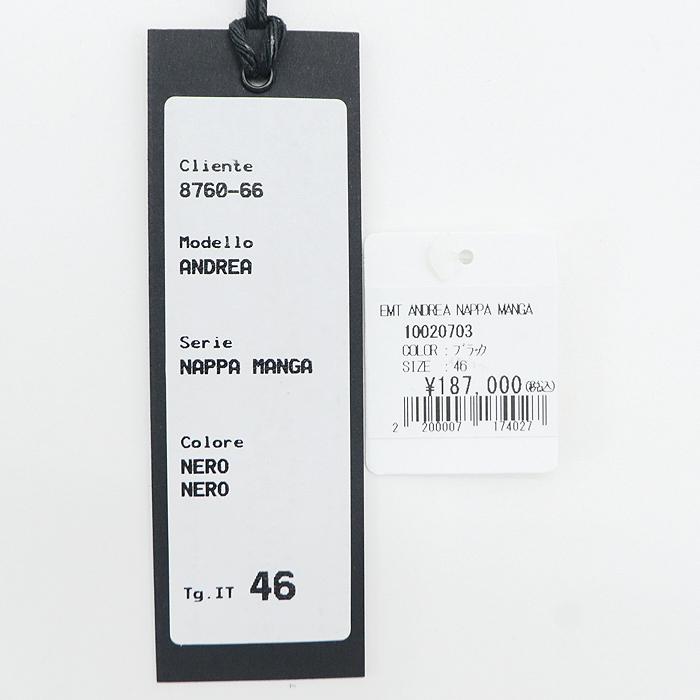 Cliente
8760-66
Modello
ANDREA
Serie
NAPPA MANGA
Colore
NERO
NERO
Tg.IT 46
EMT ANDREA NAPPA MANGA
10020703
COLOR : ブラック
SIZE : 46
¥187,000(税込)
2 200007 174027